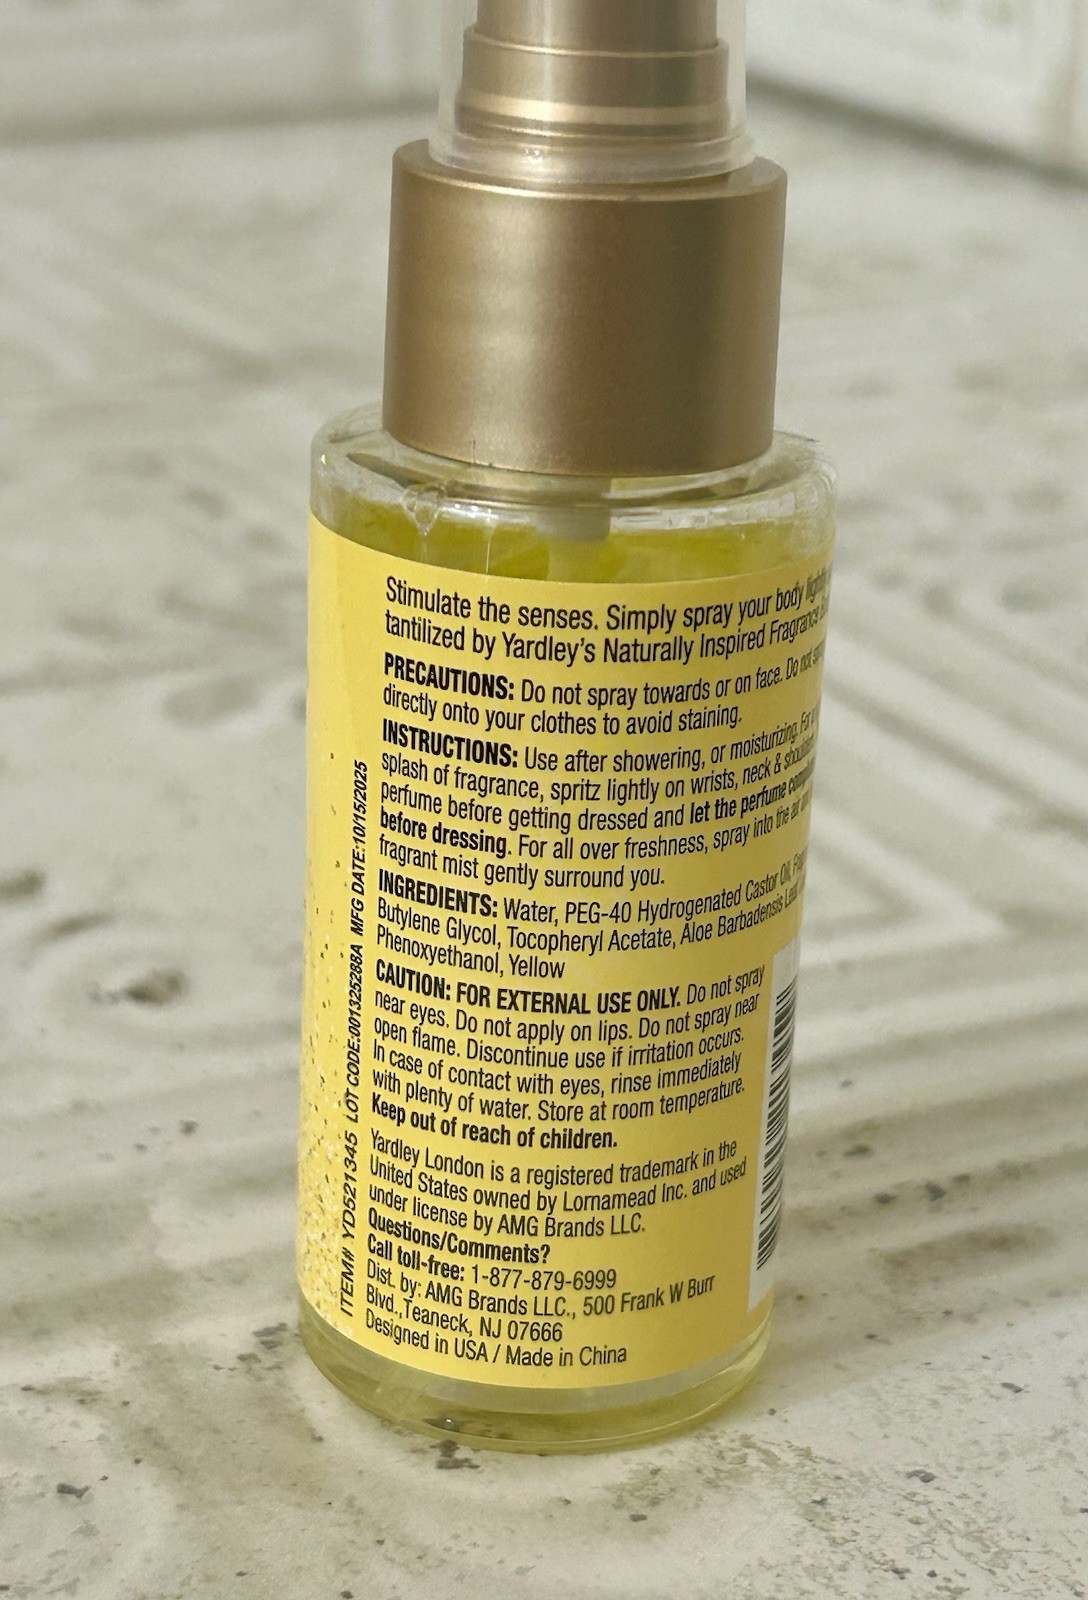 Stimulate the senses. Simply spray your body lightly
tantilized by Yardley's Naturally Inspired Fragrance
PRECAUTIONS: Do not spray towards or on face. Do not spray
directly onto your clothes to avoid staining.
INSTRUCTIONS: Use after showering, or moisturizing. For
splash of fragrance, spritz lightly on wrists, neck &
perfume before getting dressed and let the perfume
before dressing. For all over freshness, spray into the air
fragrant mist gently surround you.
INGREDIENTS: Water, PEG-40 Hydrogenated Castor Oil,
Butylene Glycol, Tocopheryl Acetate, Aloe Barbadensis Leaf
Phenoxyethanol, Yellow
CAUTION: FOR EXTERNAL USE ONLY. Do not spray
near eyes. Do not apply on lips. Do not spray near
open flame. Discontinue use if irritation occurs.
In case of contact with eyes, rinse immediately
with plenty of water. Store at room temperature.
Keep out of reach of children.
Yardley London is a registered trademark in the
United States owned by Lornamead Inc. and used
under license by AMG Brands LLC.
Questions/Comments?
Call toll-free: 1-877-879-6999
Dist. by: AMG Brands LLC., 500 Frank W Burr
Blvd.,Teaneck, NJ 07666
Designed in USA / Made in China
ITEM# YD521345 LOT CODE:001325288A MFG DATE:10/15/2025